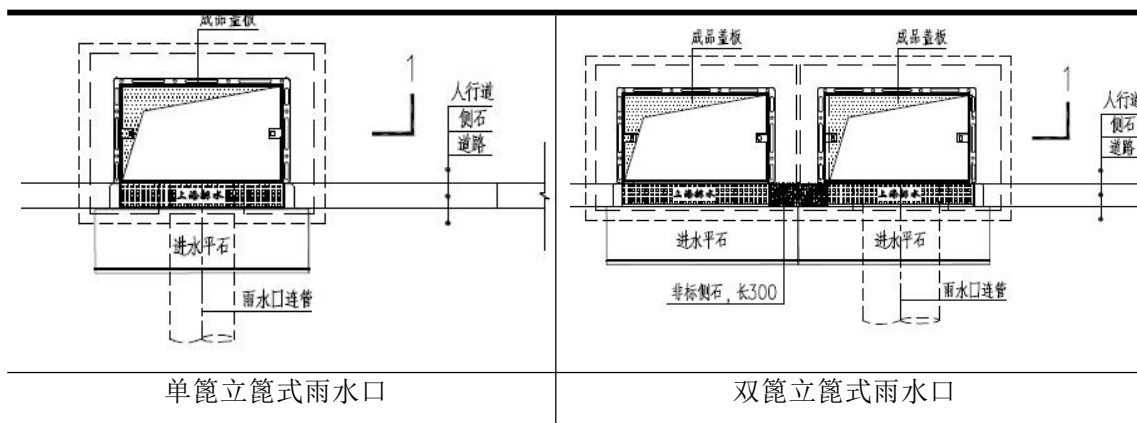 成品盖板
1
人行道
侧石
道路
上海排水
进水平石
雨水口连管
单篦立篦式雨水口
成品盖板
成品盖板
1
人行道
侧石
道路
上海排水
上海排水
进水平石
进水平石
非标侧石，长300
雨水口连管
双篦立篦式雨水口